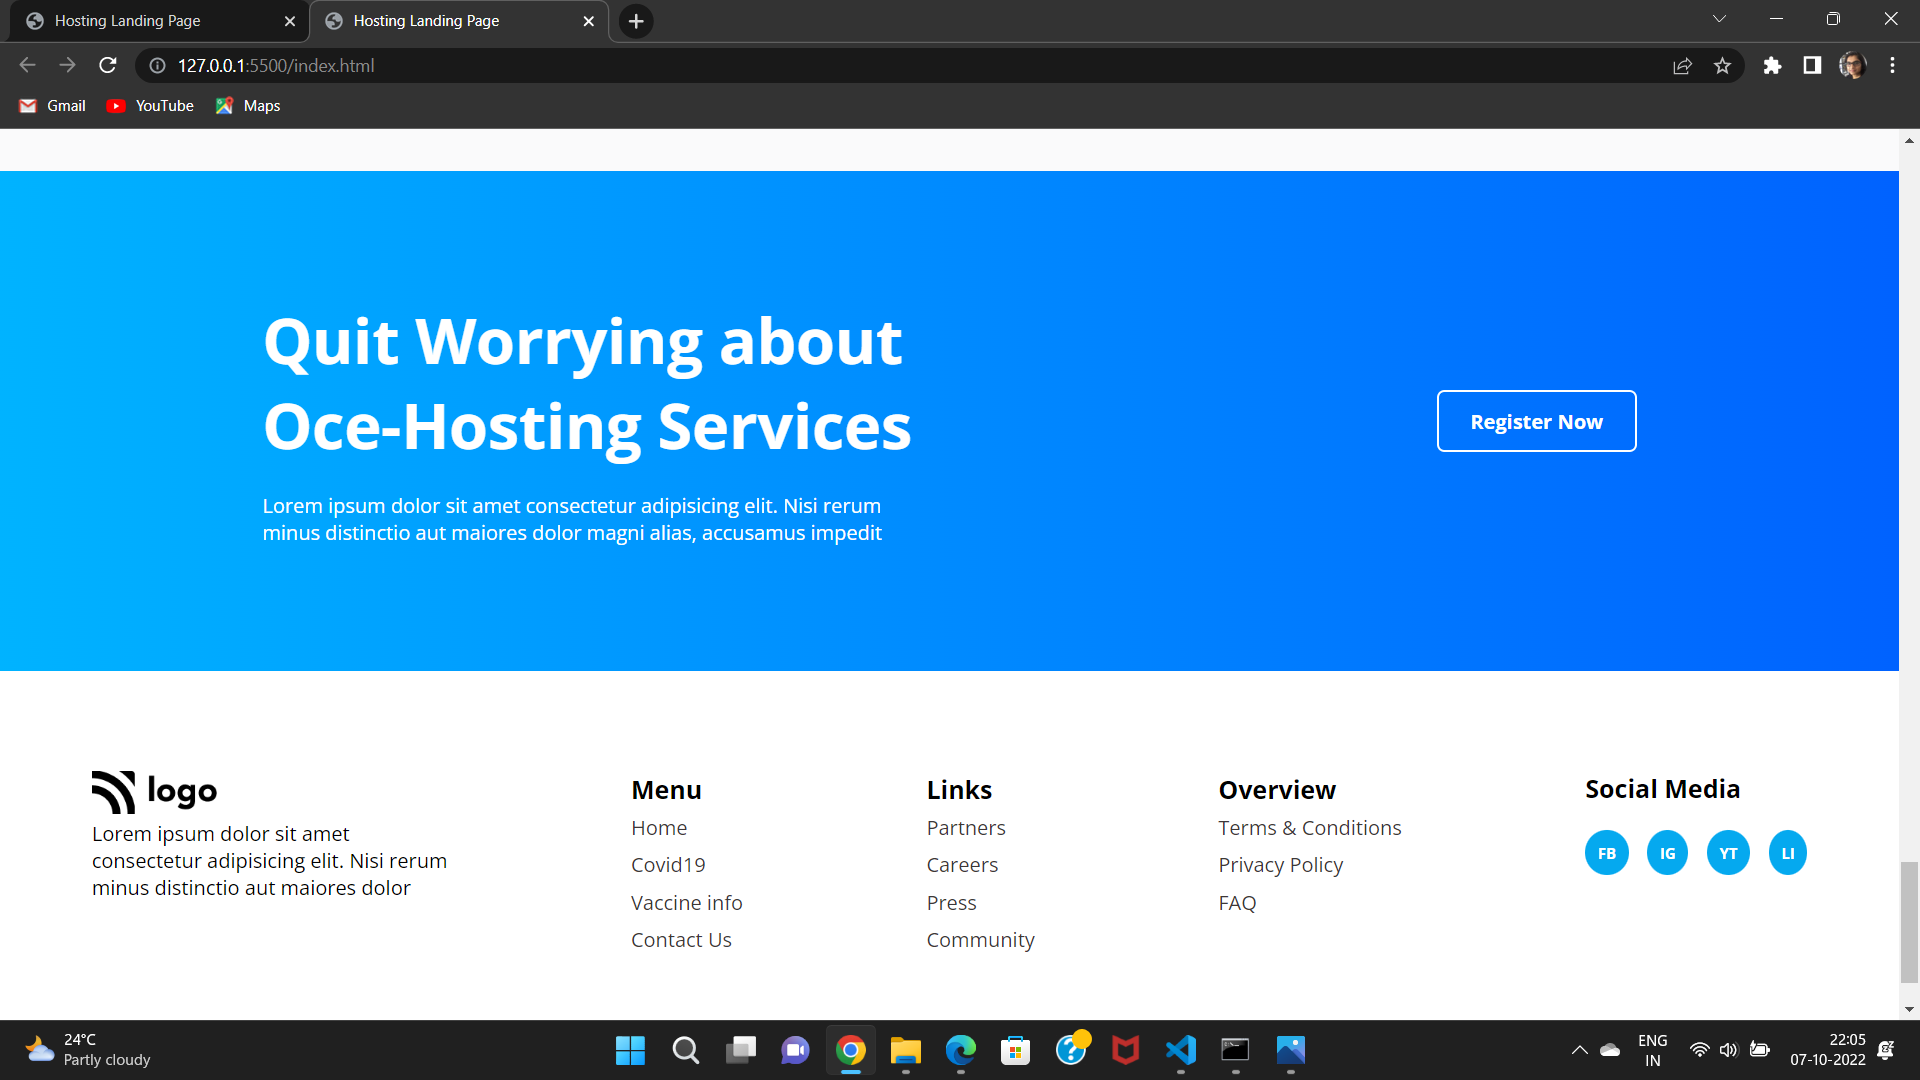 Hosting Landing Page
Hosting Landing Page
127.0.0.1:5500/index.html
Gmail
YouTube
Maps
Quit Worrying about
Oce-Hosting Services
Lorem ipsum dolor sit amet consectetur adipisicing elit. Nisi rerum
minus distinctio aut maiores dolor magni alias, accusamus impedit
Register Now
logo
Lorem ipsum dolor sit amet
consectetur adipisicing elit. Nisi rerum
minus distinctio aut maiores dolor
Menu
Home
Covid19
Vaccine info
Contact Us
Links
Partners
Careers
Press
Community
Overview
Terms & Conditions
Privacy Policy
FAQ
Social Media
FB
IG
YT
LI
24°C
Partly cloudy
ENG
IN
22:05
07-10-2022